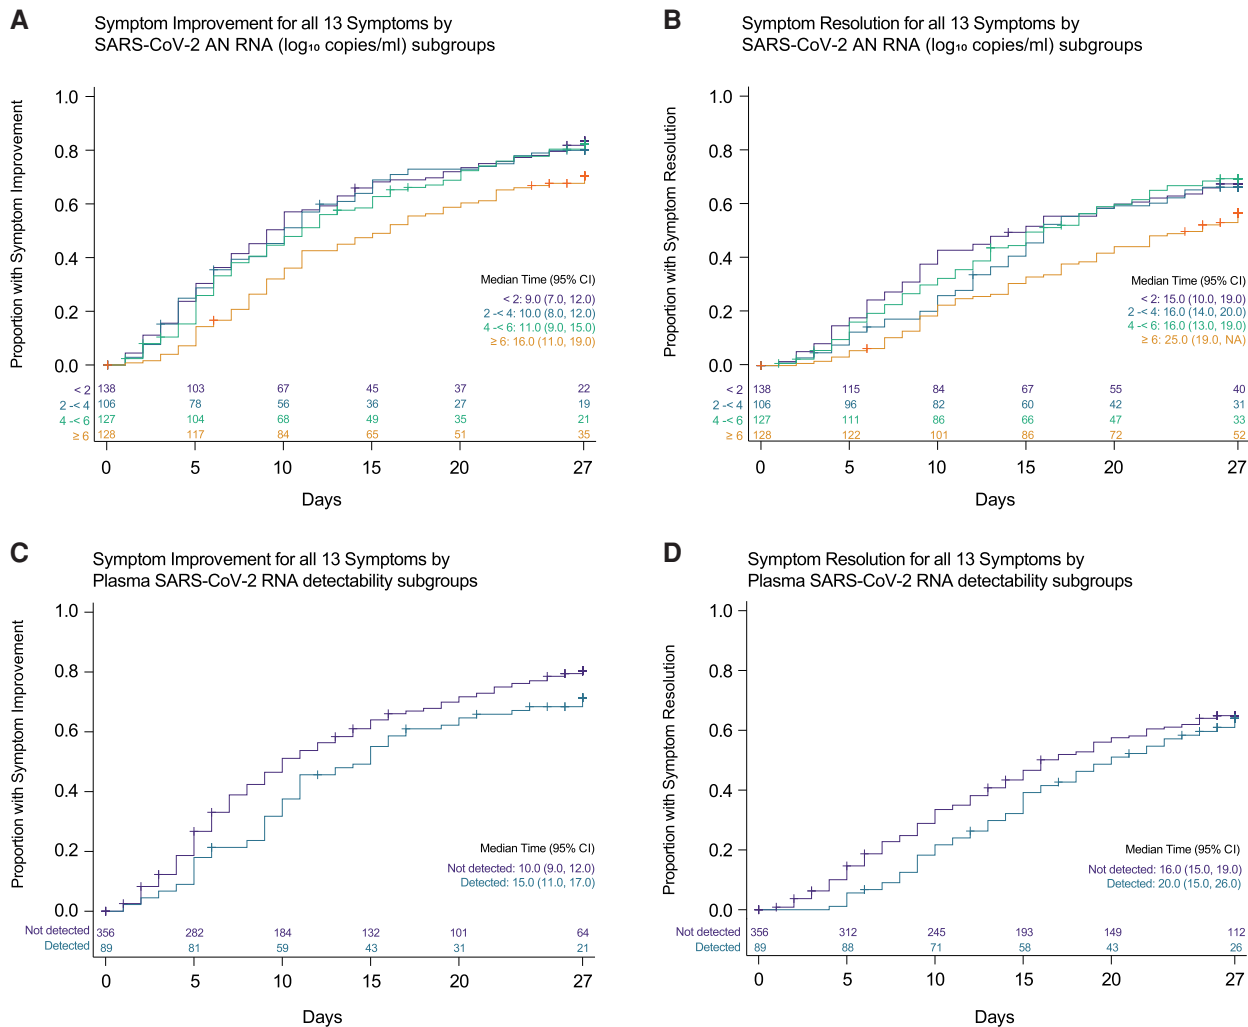 A
Symptom Improvement for all 13 Symptoms by
SARS-CoV-2 AN RNA (log₁₀ copies/ml) subgroups
Proportion with Symptom Improvement
1.0
0.8
0.6
0.4
0.2
0.0
Median Time (95% CI)
< 2: 9.0 (7.0, 12.0)
2 -< 4: 10.0 (8.0, 12.0)
4 -< 6: 11.0 (9.0, 15.0)
≥ 6: 16.0 (11.0, 19.0)
< 2 138 103 67 45 37 22
2 -< 4 106 78 56 36 27 19
4 -< 6 127 104 68 49 35 21
≥ 6 128 117 84 65 51 35
0 5 10 15 20 27
Days
B
Symptom Resolution for all 13 Symptoms by
SARS-CoV-2 AN RNA (log₁₀ copies/ml) subgroups
Proportion with Symptom Resolution
1.0
0.8
0.6
0.4
0.2
0.0
Median Time (95% CI)
< 2: 15.0 (10.0, 19.0)
2 -< 4: 16.0 (14.0, 20.0)
4 -< 6: 16.0 (13.0, 19.0)
≥ 6: 25.0 (19.0, NA)
< 2 138 115 84 67 55 40
2 -< 4 106 96 82 60 42 31
4 -< 6 127 111 86 66 47 33
≥ 6 128 122 101 86 72 52
0 5 10 15 20 27
Days
C
Symptom Improvement for all 13 Symptoms by
Plasma SARS-CoV-2 RNA detectability subgroups
Proportion with Symptom Improvement
1.0
0.8
0.6
0.4
0.2
0.0
Median Time (95% CI)
Not detected: 10.0 (9.0, 12.0)
Detected: 15.0 (11.0, 17.0)
Not detected 356 282 184 132 101 64
Detected 89 81 59 43 31 21
0 5 10 15 20 27
Days
D
Symptom Resolution for all 13 Symptoms by
Plasma SARS-CoV-2 RNA detectability subgroups
Proportion with Symptom Resolution
1.0
0.8
0.6
0.4
0.2
0.0
Median Time (95% CI)
Not detected: 16.0 (15.0, 19.0)
Detected: 20.0 (15.0, 26.0)
Not detected 356 312 245 193 149 112
Detected 89 88 71 58 43 26
0 5 10 15 20 27
Days